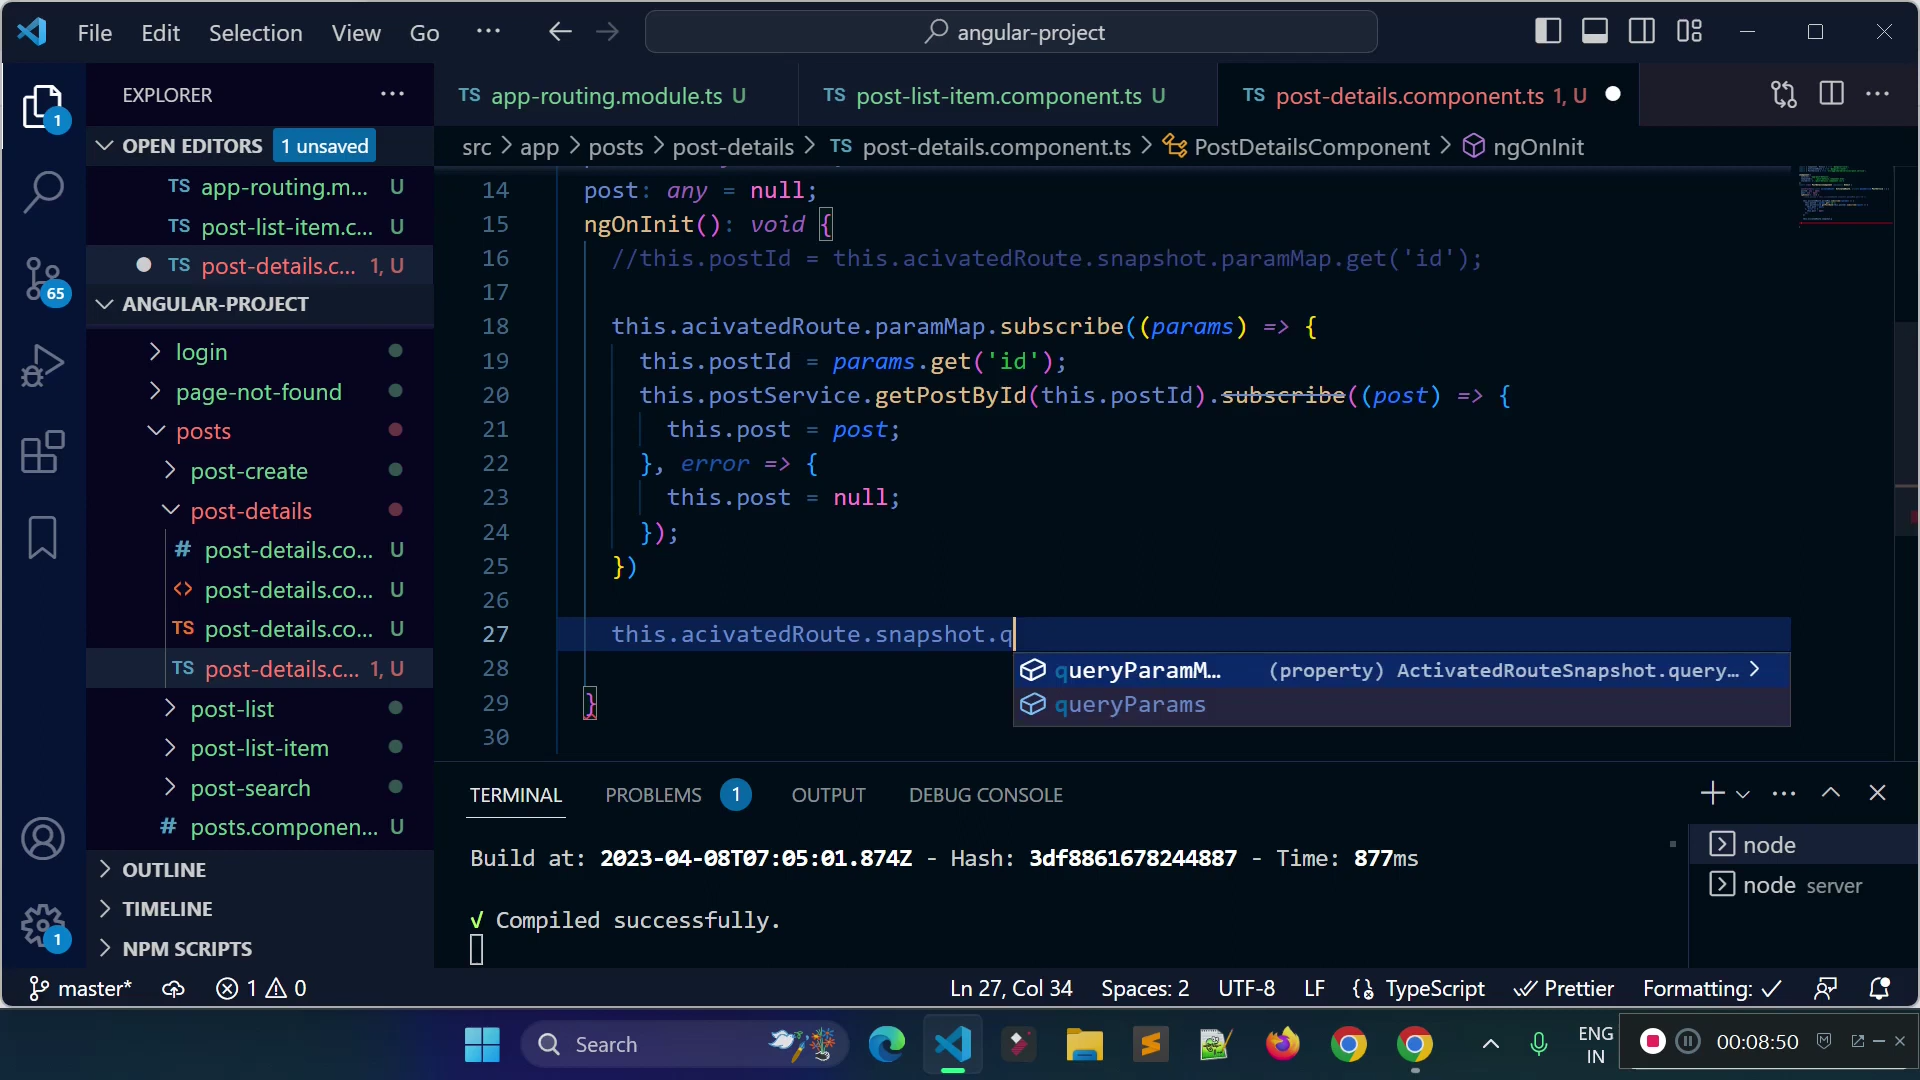 File Edit Selection View Go ··· angular-project
EXPLORER ···
TS app-routing.module.ts U TS post-list-item.component.ts U TS post-details.component.ts 1, U ···
OPEN EDITORS 1 unsaved
src > app > posts > post-details > TS post-details.component.ts > PostDetailsComponent > ngOnInit
TS app-routing.m... U
TS post-list-item.c... U
TS post-details.c... 1, U
ANGULAR-PROJECT
login
page-not-found
posts
post-create
post-details
# post-details.co... U
<> post-details.co... U
TS post-details.co... U
TS post-details.c... 1, U
post-list
post-list-item
post-search
# posts.componen... U
OUTLINE
TIMELINE
NPM SCRIPTS
1
65
1
14 post: any = null;
15 ngOnInit(): void {
16 //this.postId = this.acivatedRoute.snapshot.paramMap.get('id');
17
18 this.acivatedRoute.paramMap.subscribe((params) => {
19 this.postId = params.get('id');
20 this.postService.getPostById(this.postId).subscribe((post) => {
21 this.post = post;
22 }, error => {
23 this.post = null;
24 });
25 })
26
27 this.acivatedRoute.snapshot.q
28
29 }
30
queryParamM... (property) ActivatedRouteSnapshot.query... >
queryParams
TERMINAL PROBLEMS 1 OUTPUT DEBUG CONSOLE
Build at: 2023-04-08T07:05:01.874Z - Hash: 3df8861678244887 - Time: 877ms
√ Compiled successfully.
node
node server
master* 1 0 Ln 27, Col 34 Spaces: 2 UTF-8 LF TypeScript Prettier Formatting: ✓
Search ENG
IN
00:08:50